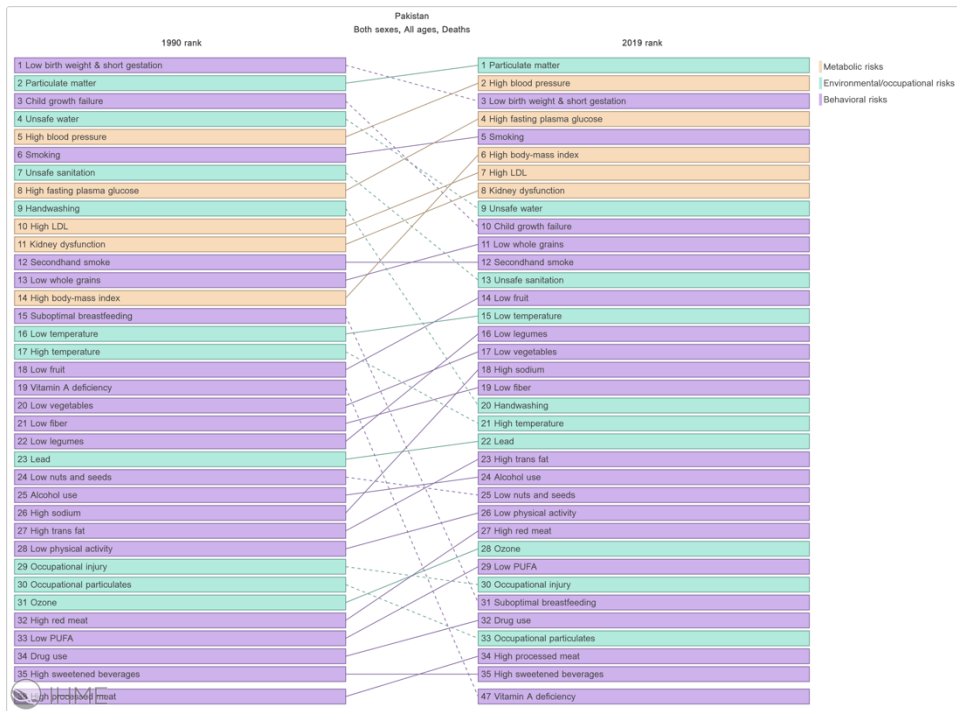 Pakistan
Both sexes, All ages, Deaths
1990 rank
2019 rank
1 Low birth weight & short gestation
2 Particulate matter
3 Child growth failure
4 Unsafe water
5 High blood pressure
6 Smoking
7 Unsafe sanitation
8 High fasting plasma glucose
9 Handwashing
10 High LDL
11 Kidney dysfunction
12 Secondhand smoke
13 Low whole grains
14 High body-mass index
15 Suboptimal breastfeeding
16 Low temperature
17 High temperature
18 Low fruit
19 Vitamin A deficiency
20 Low vegetables
21 Low fiber
22 Low legumes
23 Lead
24 Low nuts and seeds
25 Alcohol use
26 High sodium
27 High trans fat
28 Low physical activity
29 Occupational injury
30 Occupational particulates
31 Ozone
32 High red meat
33 Low PUFA
34 Drug use
35 High sweetened beverages
High processed meat
IHME
1 Particulate matter
2 High blood pressure
3 Low birth weight & short gestation
4 High fasting plasma glucose
5 Smoking
6 High body-mass index
7 High LDL
8 Kidney dysfunction
9 Unsafe water
10 Child growth failure
11 Low whole grains
12 Secondhand smoke
13 Unsafe sanitation
14 Low fruit
15 Low temperature
16 Low legumes
17 Low vegetables
18 High sodium
19 Low fiber
20 Handwashing
21 High temperature
22 Lead
23 High trans fat
24 Alcohol use
25 Low nuts and seeds
26 Low physical activity
27 High red meat
28 Ozone
29 Low PUFA
30 Occupational injury
31 Suboptimal breastfeeding
32 Drug use
33 Occupational particulates
34 High processed meat
35 High sweetened beverages
47 Vitamin A deficiency
Metabolic risks
Environmental/occupational risks
Behavioral risks